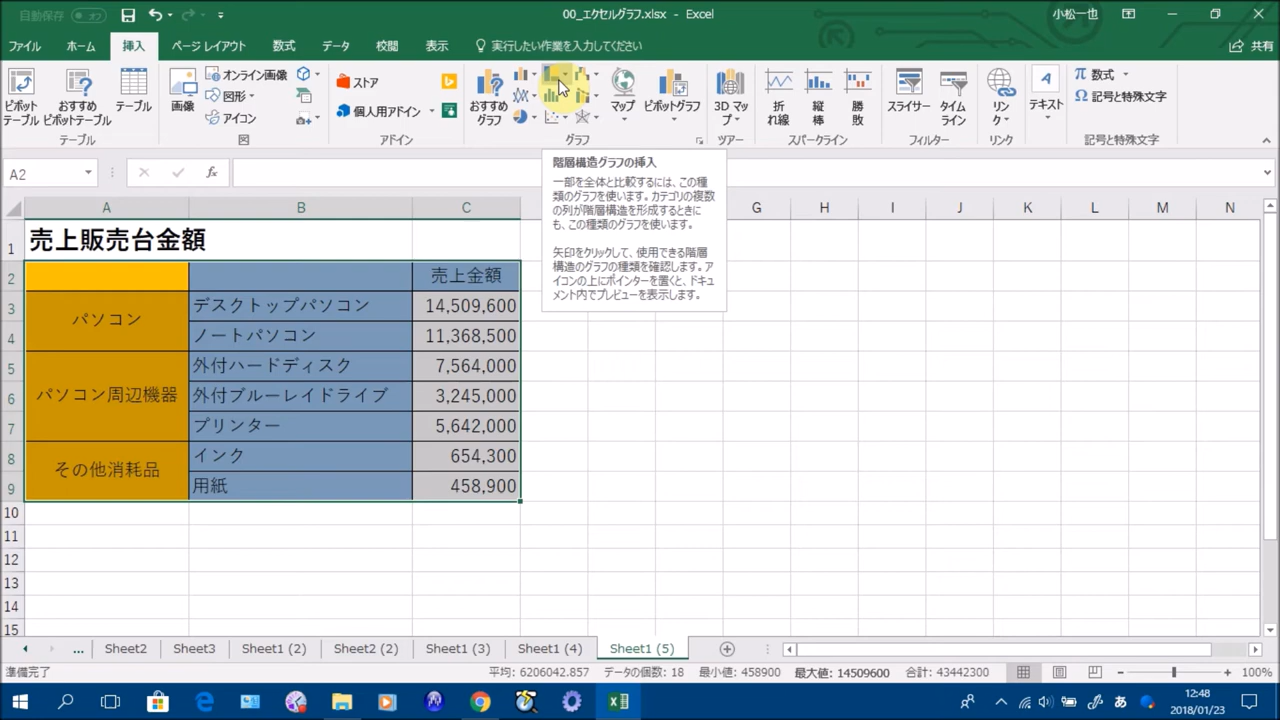 自動保存 オフ 00_エクセルグラフ.xlsx - Excel 小松一也
ファイル ホーム 挿入 ページ レイアウト 数式 データ 校閲 表示 実行したい作業を入力してください 共有
ピボットテーブル おすすめピボットテーブル テーブル 画像 オンライン画像 図形 アイコン ストア 個人用アドイン おすすめグラフ マップ ピボットグラフ 3D マップ 折れ線 縦棒 勝敗 スライサー タイムライン リンク テキスト 数式 記号と特殊文字
テーブル 図 アドイン グラフ ツアー スパークライン フィルター リンク 記号と特殊文字
A2 fx
階層構造グラフの挿入
一部を全体と比較するには、この種
類のグラフを使います。カテゴリの複数
の列が階層構造を形成するときに
も、この種類のグラフを使います。
矢印をクリックして、使用できる階層
構造のグラフの種類を確認します。ア
イコンの上にポインターを置くと、ドキュ
メント内でプレビューを表示します。
A B C G H I J K L M N
1 売上販売台金額
2 売上金額
3 パソコン デスクトップパソコン 14,509,600
4 ノートパソコン 11,368,500
5 パソコン周辺機器 外付ハードディスク 7,564,000
6 外付ブルーレイドライブ 3,245,000
7 プリンター 5,642,000
8 その他消耗品 インク 654,300
9 用紙 458,900
10
11
12
13
14
15
... Sheet2 Sheet3 Sheet1 (2) Sheet2 (2) Sheet1 (3) Sheet1 (4) Sheet1 (5)
準備完了 平均: 6206042.857 データの個数: 18 最小値: 458900 最大値: 14509600 合計: 43442300 100%
あ 12:48
2018/01/23